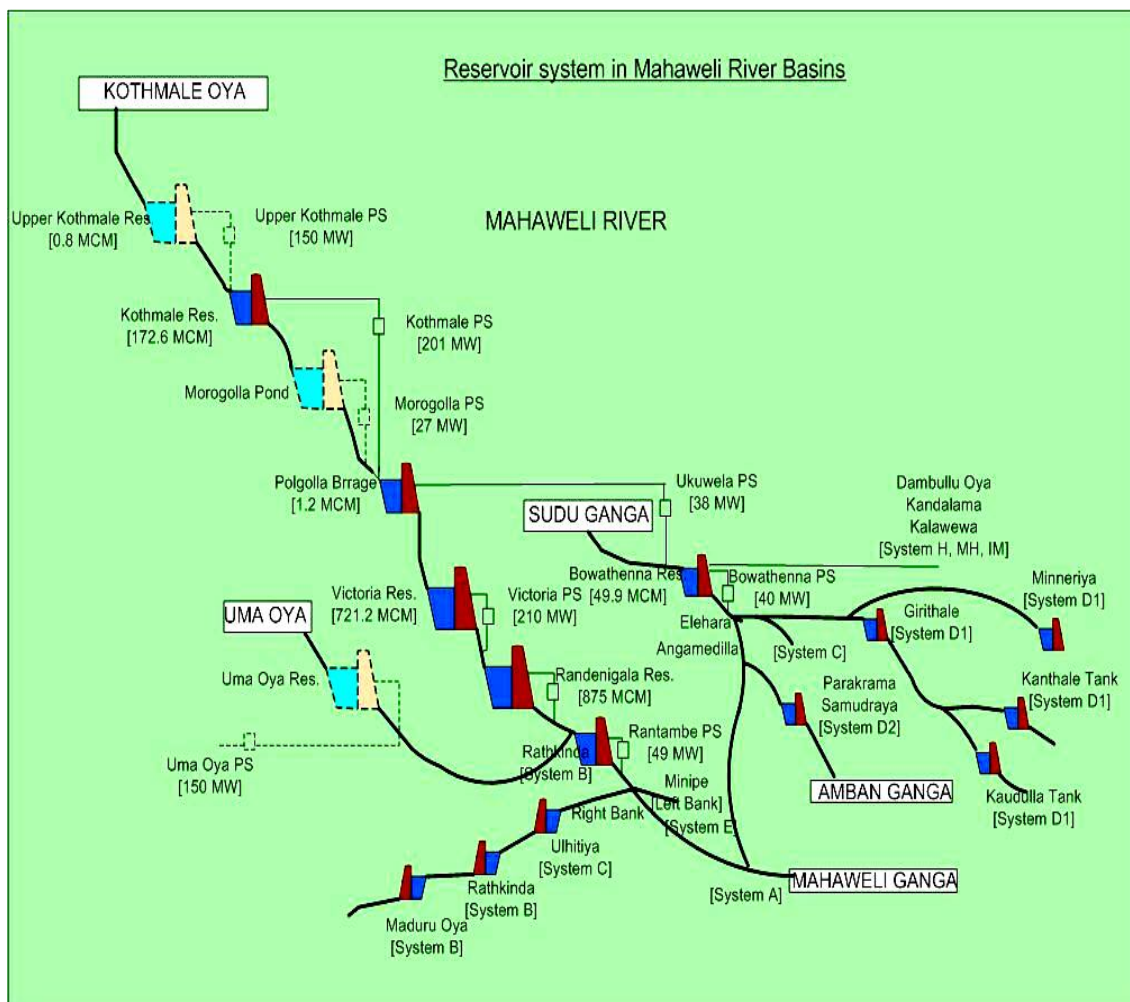 Reservoir system in Mahaweli River Basins
KOTHMALE OYA
MAHAWELI RIVER
Upper Kothmale Res.
[0.8 MCM]
Upper Kothmale PS
[150 MW]
Kothmale Res.
[172.6 MCM]
Kothmale PS
[201 MW]
Morogolla Pond
Morogolla PS
[27 MW]
Polgolla Brrage
[1.2 MCM]
Ukuwela PS
[38 MW]
Dambullu Oya
Kandalama
Kalawewa
[System H, MH, IM]
SUDU GANGA
Bowathenna Res.
[49.9 MCM]
Bowathenna PS
[40 MW]
Minneriya
[System D1]
Victoria Res.
[721.2 MCM]
Victoria PS
[210 MW]
Elehara
Angamedilla
[System C]
Girithale
[System D1]
UMA OYA
Uma Oya Res.
Randenigala Res.
[875 MCM]
Parakrama
Samudraya
[System D2]
Kanthale Tank
[System D1]
Uma Oya PS
[150 MW]
Rathkinda
[System B]
Rantambe PS
[49 MW]
Minipe
[Left Bank]
[System E]
Right Bank
AMBAN GANGA
Kaudulla Tank
[System D1]
Ulhitiya
[System C]
Rathkinda
[System B]
Maduru Oya
[System B]
[System A]
MAHAWELI GANGA